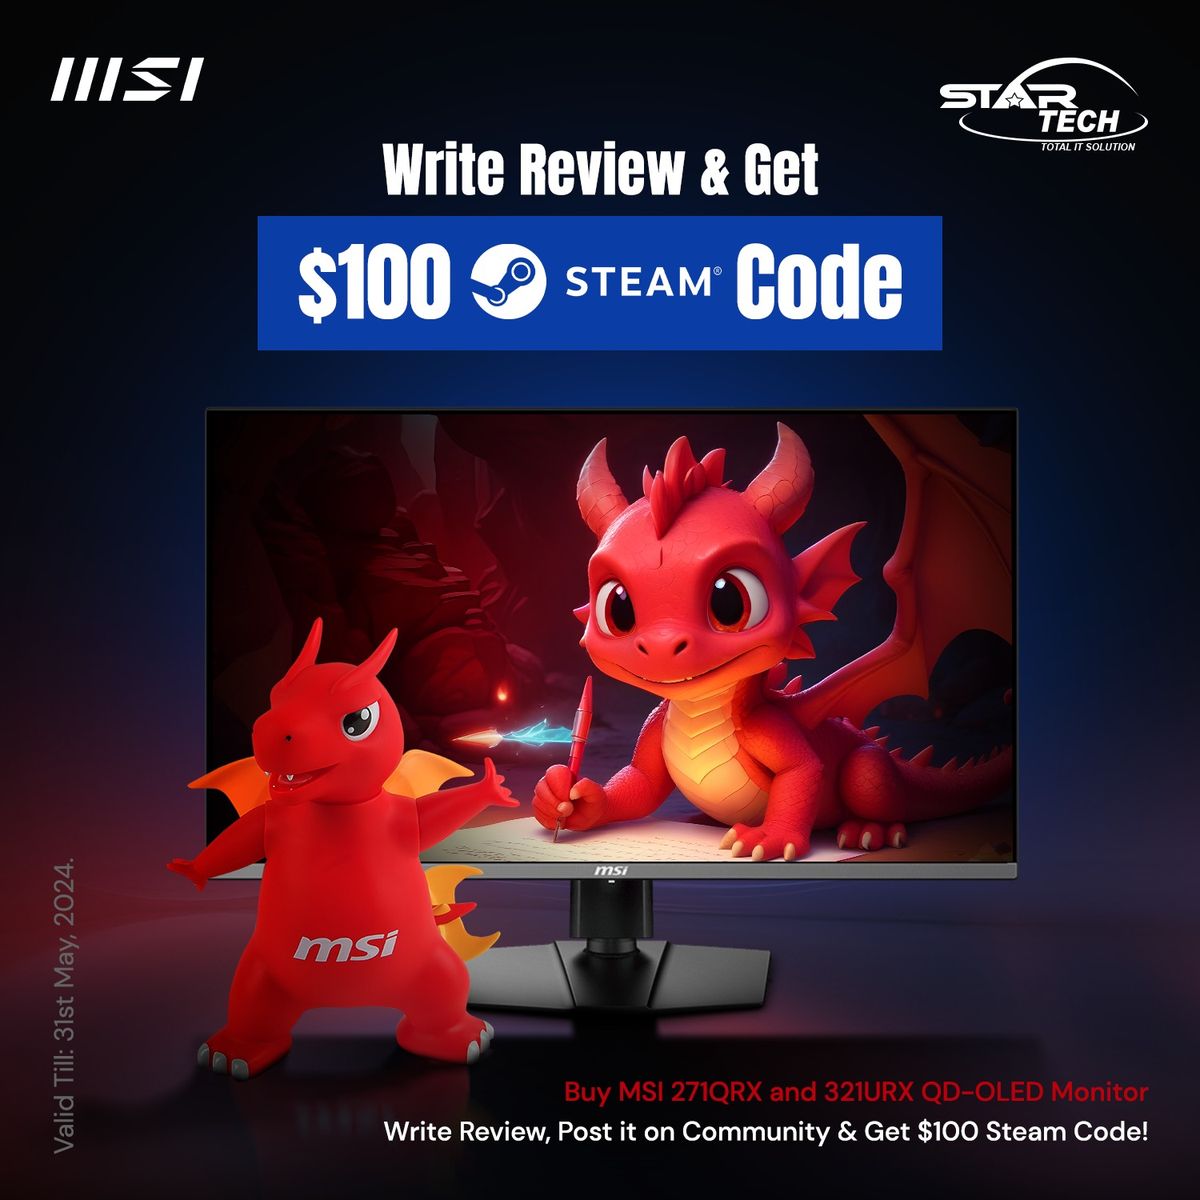 msi
STAR
TECH
TOTAL IT SOLUTION
Write Review & Get
$100 STEAM® Code
msi
msi
Valid Till: 31st May, 2024.
Buy MSI 271QRX and 321URX QD-OLED Monitor
Write Review, Post it on Community & Get $100 Steam Code!